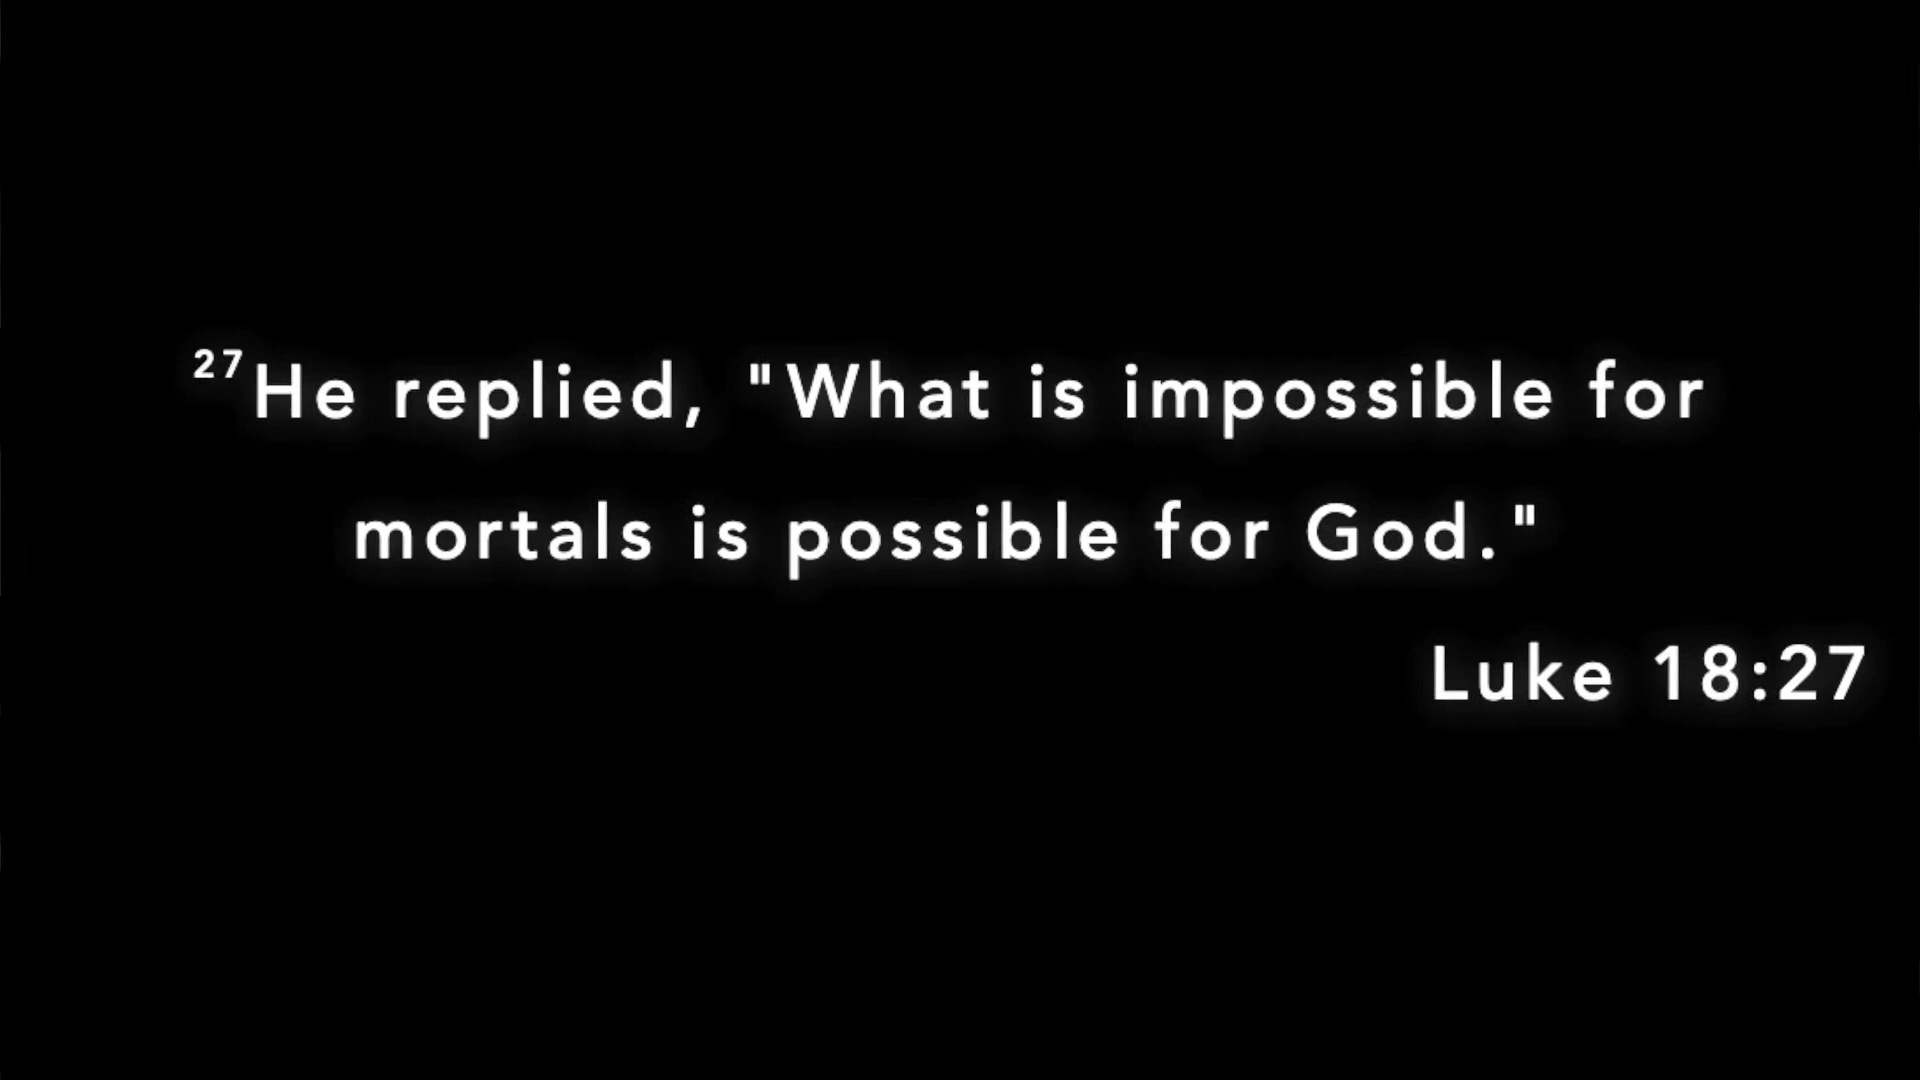 27He replied, "What is impossible for
mortals is possible for God."
Luke 18:27